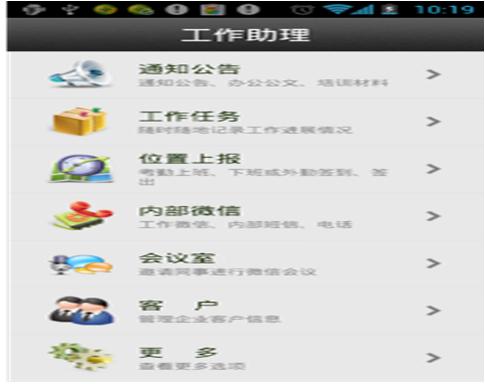 10:19
工作助理
通知公告
通知公告、办公公文、培训材料
工作任务
随时随地记录工作进展情况
位置上报
考勤上班、下班或外勤签到、签
出
内部微信
工作微信、内部短信、电话
会议室
邀请同事进行微信会议
客 户
管理企业客户信息
更 多
查看更多选项